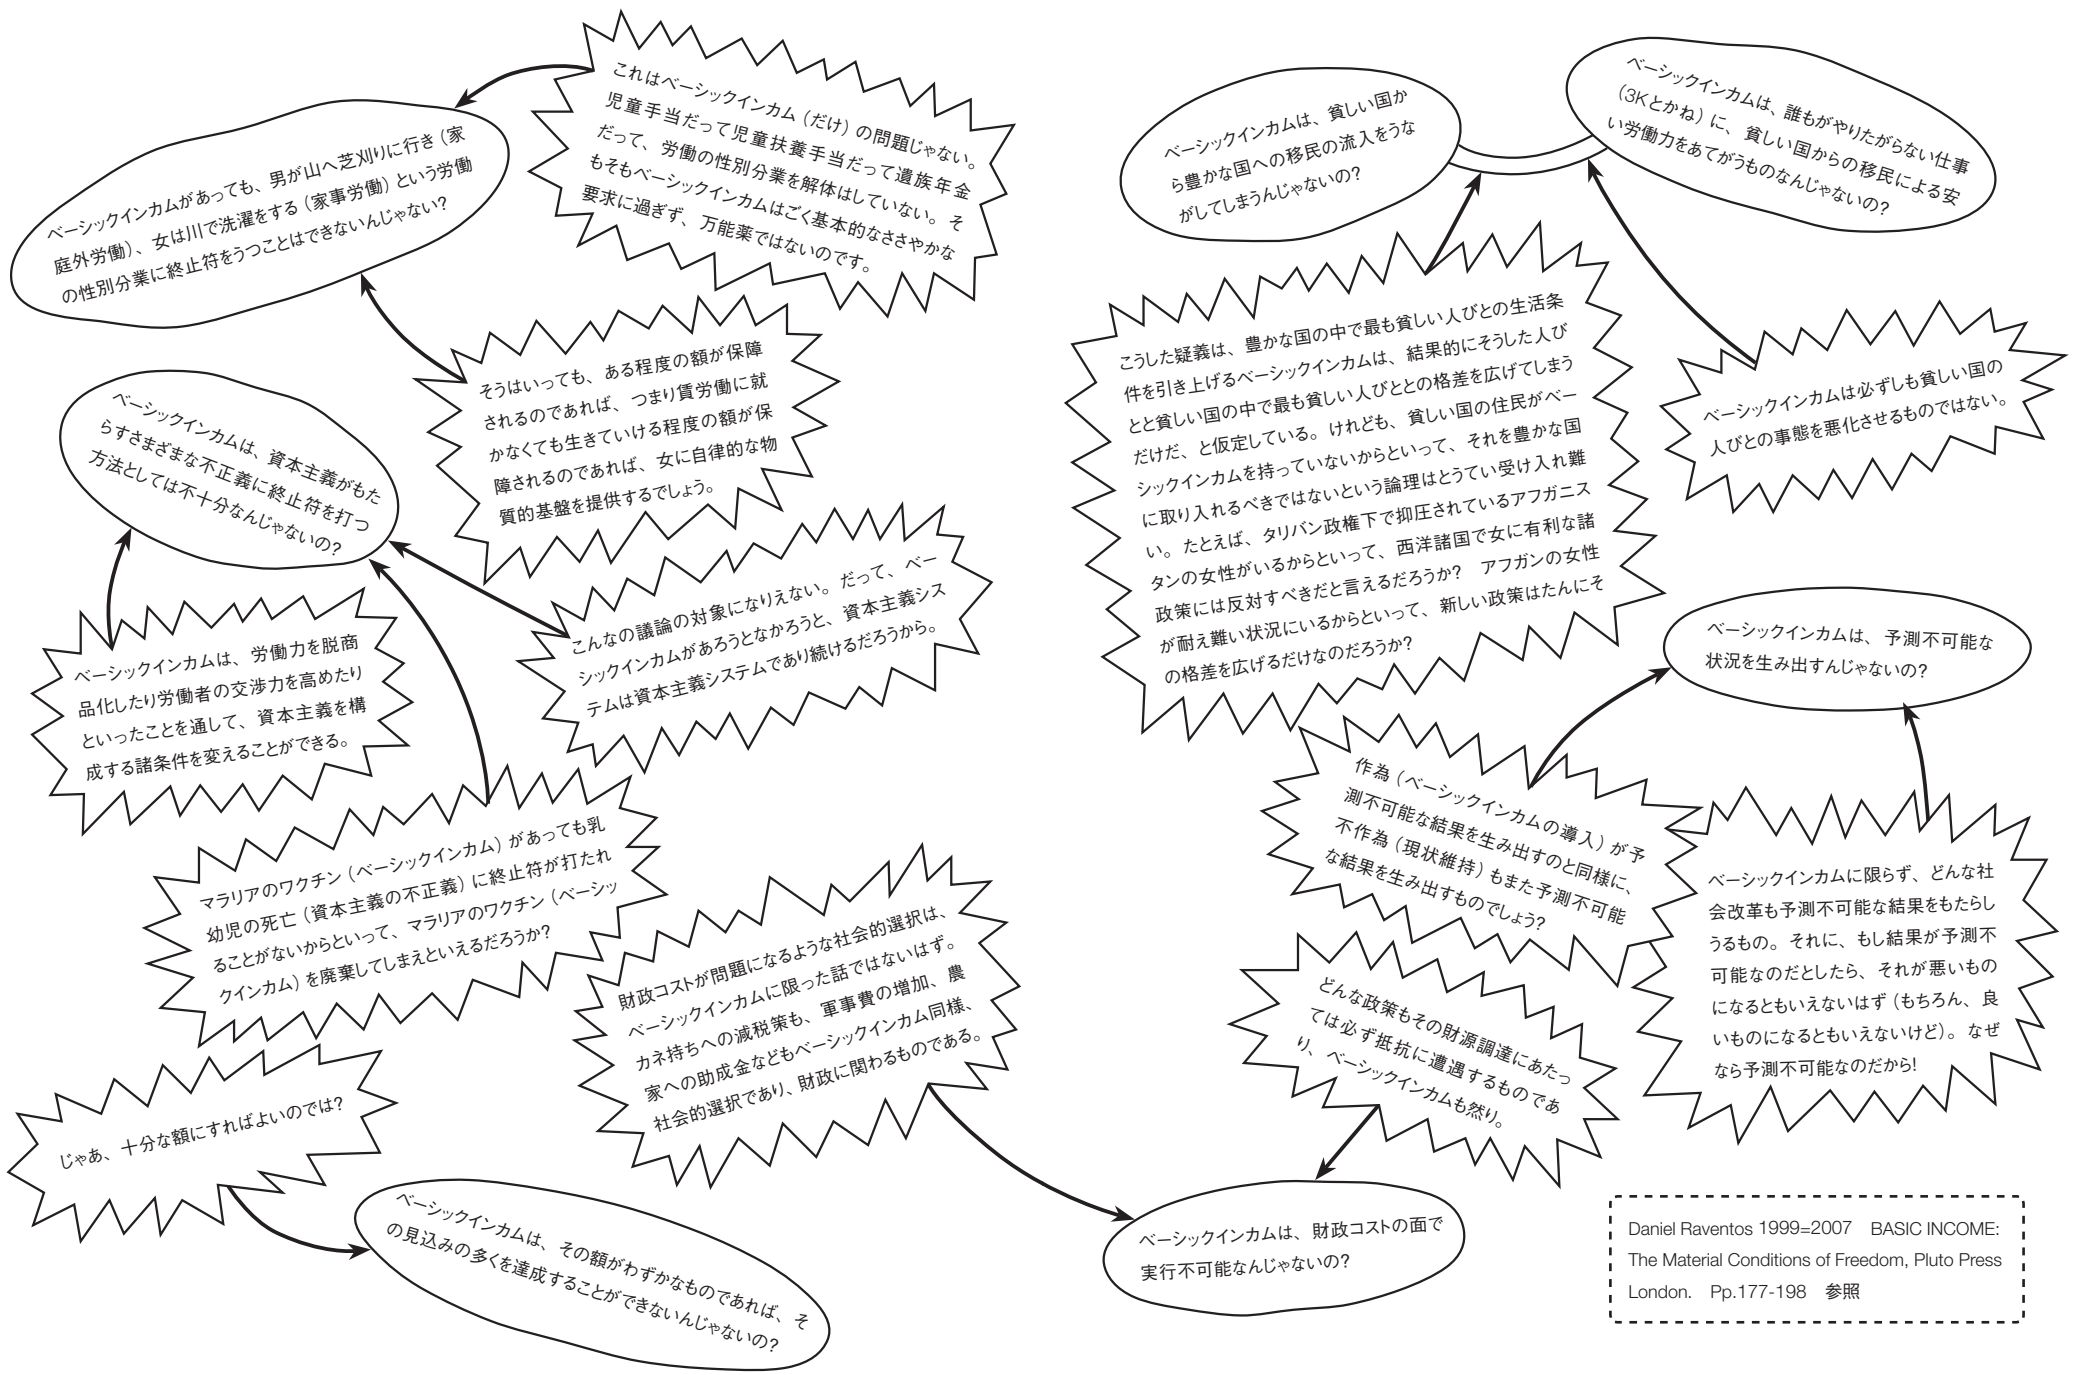 これはベーシックインカム（だけ）の問題じゃない。
児童手当だって児童扶養手当だって遺族年金
だって、労働の性別分業を解体はしていない。そ
もそもベーシックインカムはごく基本的なささやかな
要求に過ぎず、万能薬ではないのです。
ベーシックインカムがあっても、男が山へ芝刈りに行き（家
庭外労働）、女は川で洗濯をする（家事労働）という労働
の性別分業に終止符をうつことはできないんじゃない？
そうはいっても、ある程度の額が保障
されるのであれば、つまり賃労働に就
かなくても生きていける程度の額が保
障されるのであれば、女に自律的な物
質的基盤を提供するでしょう。
ベーシックインカムは、資本主義がもた
らすさまざまな不正義に終止符を打つ
方法としては不十分なんじゃないの？
こんなの議論の対象になりえない。だって、ベー
シックインカムがあろうとなかろうと、資本主義シス
テムは資本主義システムであり続けるだろうから。
ベーシックインカムは、労働力を脱商
品化したり労働者の交渉力を高めたり
といったことを通して、資本主義を構
成する諸条件を変えることができる。
マラリアのワクチン（ベーシックインカム）があっても乳
幼児の死亡（資本主義の不正義）に終止符が打たれ
ることがないからといって、マラリアのワクチン（ベーシッ
クインカム）を廃棄してしまえといえるだろうか？
じゃあ、十分な額にすればよいのでは？
ベーシックインカムは、その額がわずかなものであれば、そ
の見込みの多くを達成することができないんじゃないの？
財政コストが問題になるような社会的選択は、
ベーシックインカムに限った話ではないはず。
カネ持ちへの減税策も、軍事費の増加、農
家への助成金などもベーシックインカム同様、
社会的選択であり、財政に関わるものである。
ベーシックインカムは、貧しい国か
ら豊かな国への移民の流入をうな
がしてしまうんじゃないの？
ベーシックインカムは、誰もがやりたがらない仕事
（3Kとかね）に、貧しい国からの移民による安
い労働力をあてがうものなんじゃないの？
こうした疑義は、豊かな国の中で最も貧しい人びとの生活条
件を引き上げるベーシックインカムは、結果的にそうした人び
とと貧しい国の中で最も貧しい人びととの格差を広げてしまう
だけだ、と仮定している。けれども、貧しい国の住民がベー
シックインカムを持っていないからといって、それを豊かな国
に取り入れるべきではないという論理はとうてい受け入れ難
い。たとえば、タリバン政権下で抑圧されているアフガニス
タンの女性がいるからといって、西洋諸国で女に有利な諸
政策には反対すべきだと言えるだろうか？　アフガンの女性
が耐え難い状況にいるからといって、新しい政策はたんにそ
の格差を広げるだけなのだろうか？
ベーシックインカムは必ずしも貧しい国の
人びとの事態を悪化させるものではない。
ベーシックインカムは、予測不可能な
状況を生み出すんじゃないの？
作為（ベーシックインカムの導入）が予
測不可能な結果を生み出すのと同様に、
不作為（現状維持）もまた予測不可能
な結果を生み出すものでしょう？
ベーシックインカムに限らず、どんな社
会改革も予測不可能な結果をもたらし
うるもの。それに、もし結果が予測不
可能なのだとしたら、それが悪いもの
になるともいえないはず（もちろん、良
いものになるともいえないけど）。なぜ
なら予測不可能なのだから！
どんな政策もその財源調達にあたっ
ては必ず抵抗に遭遇するものであ
り、ベーシックインカムも然り。
ベーシックインカムは、財政コストの面で
実行不可能なんじゃないの？
Daniel Raventos 1999=2007　BASIC INCOME:
The Material Conditions of Freedom, Pluto Press
London.　Pp.177-198　参照